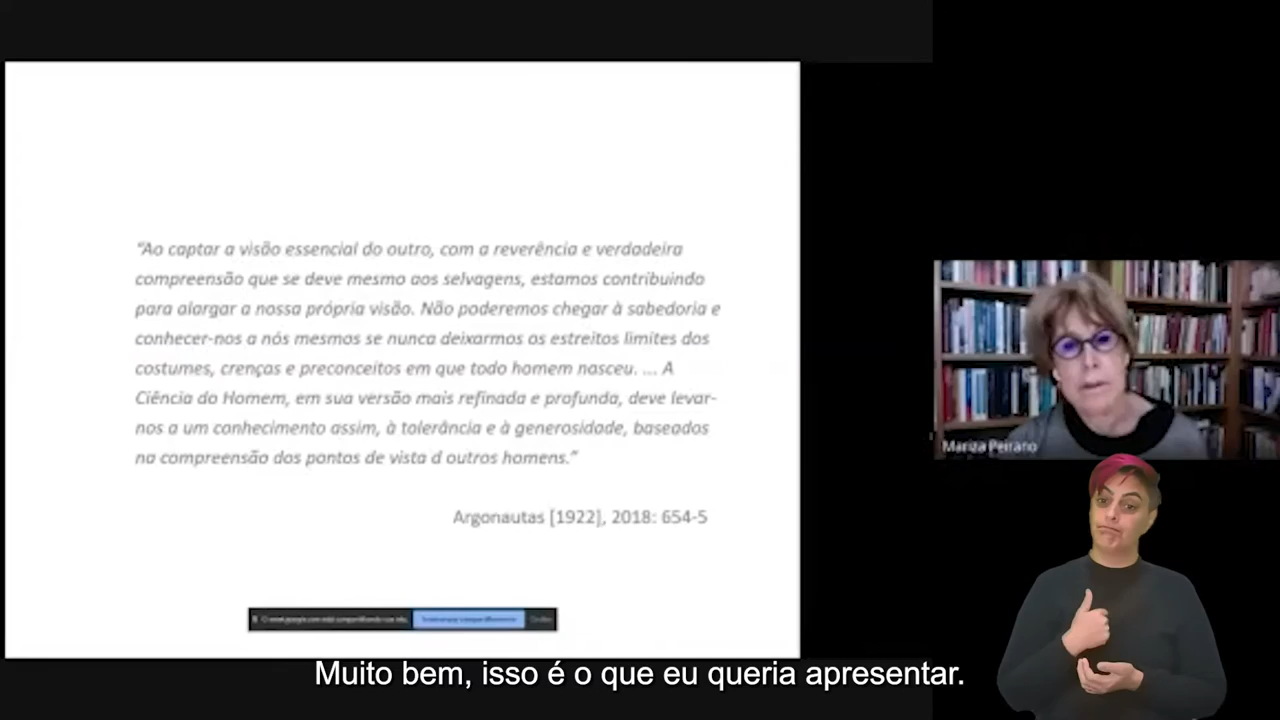 “Ao captar a visão essencial do outro, com a reverência e verdadeira
compreensão que se deve mesmo aos selvagens, estamos contribuindo
para alargar a nossa própria visão. Não poderemos chegar à sabedoria e
conhecer-nos a nós mesmos se nunca deixarmos os estreitos limites dos
costumes, crenças e preconceitos em que todo homem nasceu. ... A
Ciência do Homem, em sua versão mais refinada e profunda, deve levar-
nos a um conhecimento assim, à tolerância e à generosidade, baseados
na compreensão dos pontos de vista d outros homens.”
Argonautas [1922], 2018: 654-5
Mariza Peirano
Muito bem, isso é o que eu queria apresentar.